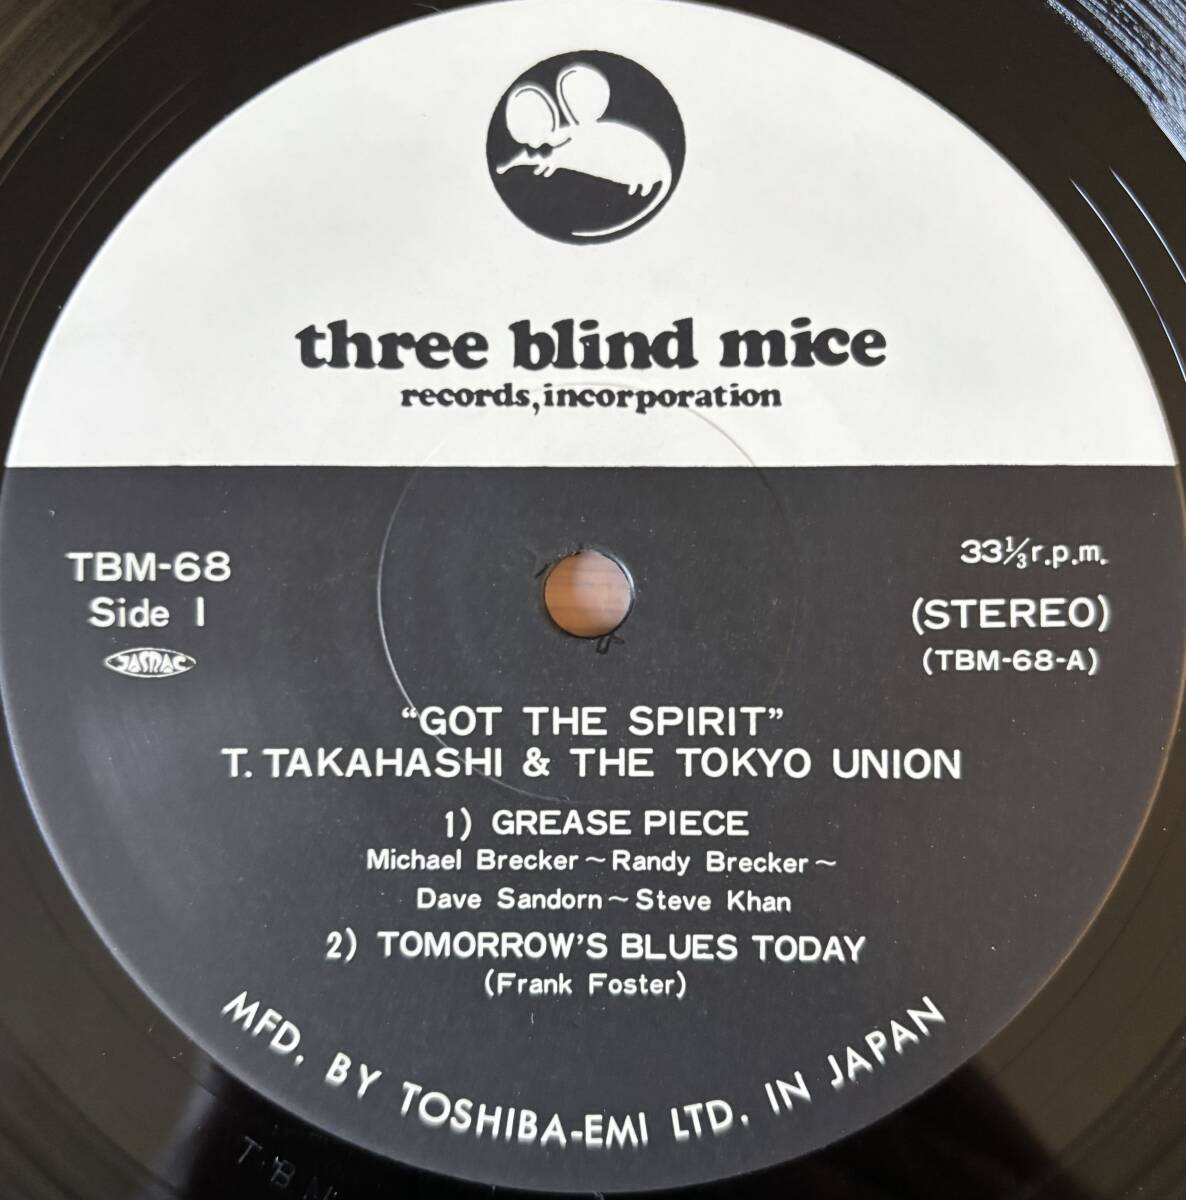 three blind mice
records, incorporation
TBM-68
Side 1
JASRAC
33⅓r.p.m.
(STEREO)
(TBM-68-A)
“GOT THE SPIRIT”
T. TAKAHASHI & THE TOKYO UNION
1) GREASE PIECE
Michael Brecker~Randy Brecker~
Dave Sandorn~Steve Khan
2) TOMORROW'S BLUES TODAY
(Frank Foster)
MFD. BY TOSHIBA-EMI LTD. IN JAPAN